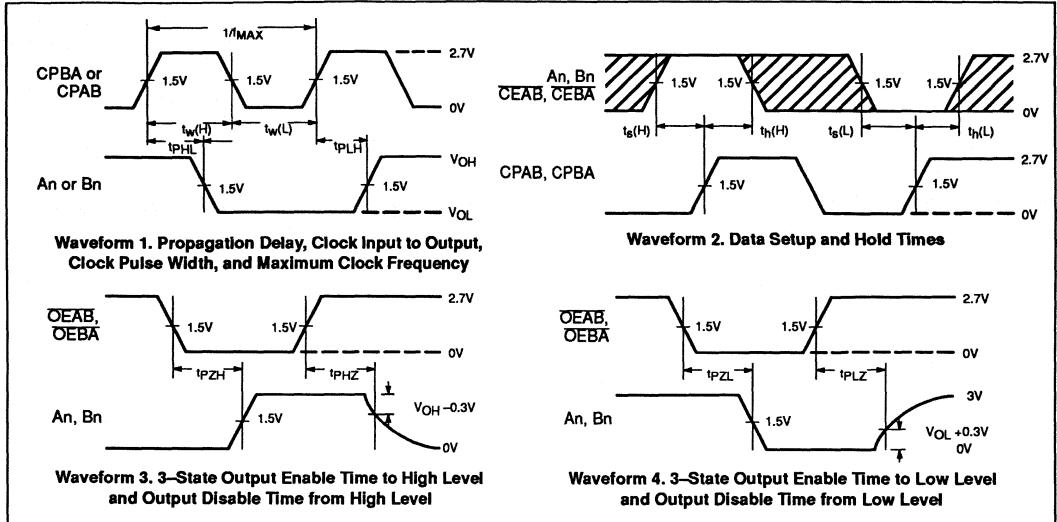 1/fMAX
2.7V
CPBA or
CPAB
1.5V
1.5V
1.5V
0V
tw(H)
tw(L)
tPHL
tPLH
VOH
An or Bn
1.5V
1.5V
VOL
Waveform 1. Propagation Delay, Clock Input to Output,
Clock Pulse Width, and Maximum Clock Frequency
2.7V
An, Bn
CEAB, CEBA
1.5V
1.5V
1.5V
1.5V
0V
ts(H)
th(H)
ts(L)
th(L)
2.7V
CPAB, CPBA
1.5V
1.5V
0V
Waveform 2. Data Setup and Hold Times
2.7V
OEAB,
OEBA
1.5V
1.5V
0V
tPZH
tPHZ
VOH –0.3V
An, Bn
1.5V
0V
Waveform 3. 3–State Output Enable Time to High Level
and Output Disable Time from High Level
2.7V
OEAB,
OEBA
1.5V
1.5V
0V
tPZL
tPLZ
3V
An, Bn
1.5V
VOL +0.3V
0V
Waveform 4. 3–State Output Enable Time to Low Level
and Output Disable Time from Low Level